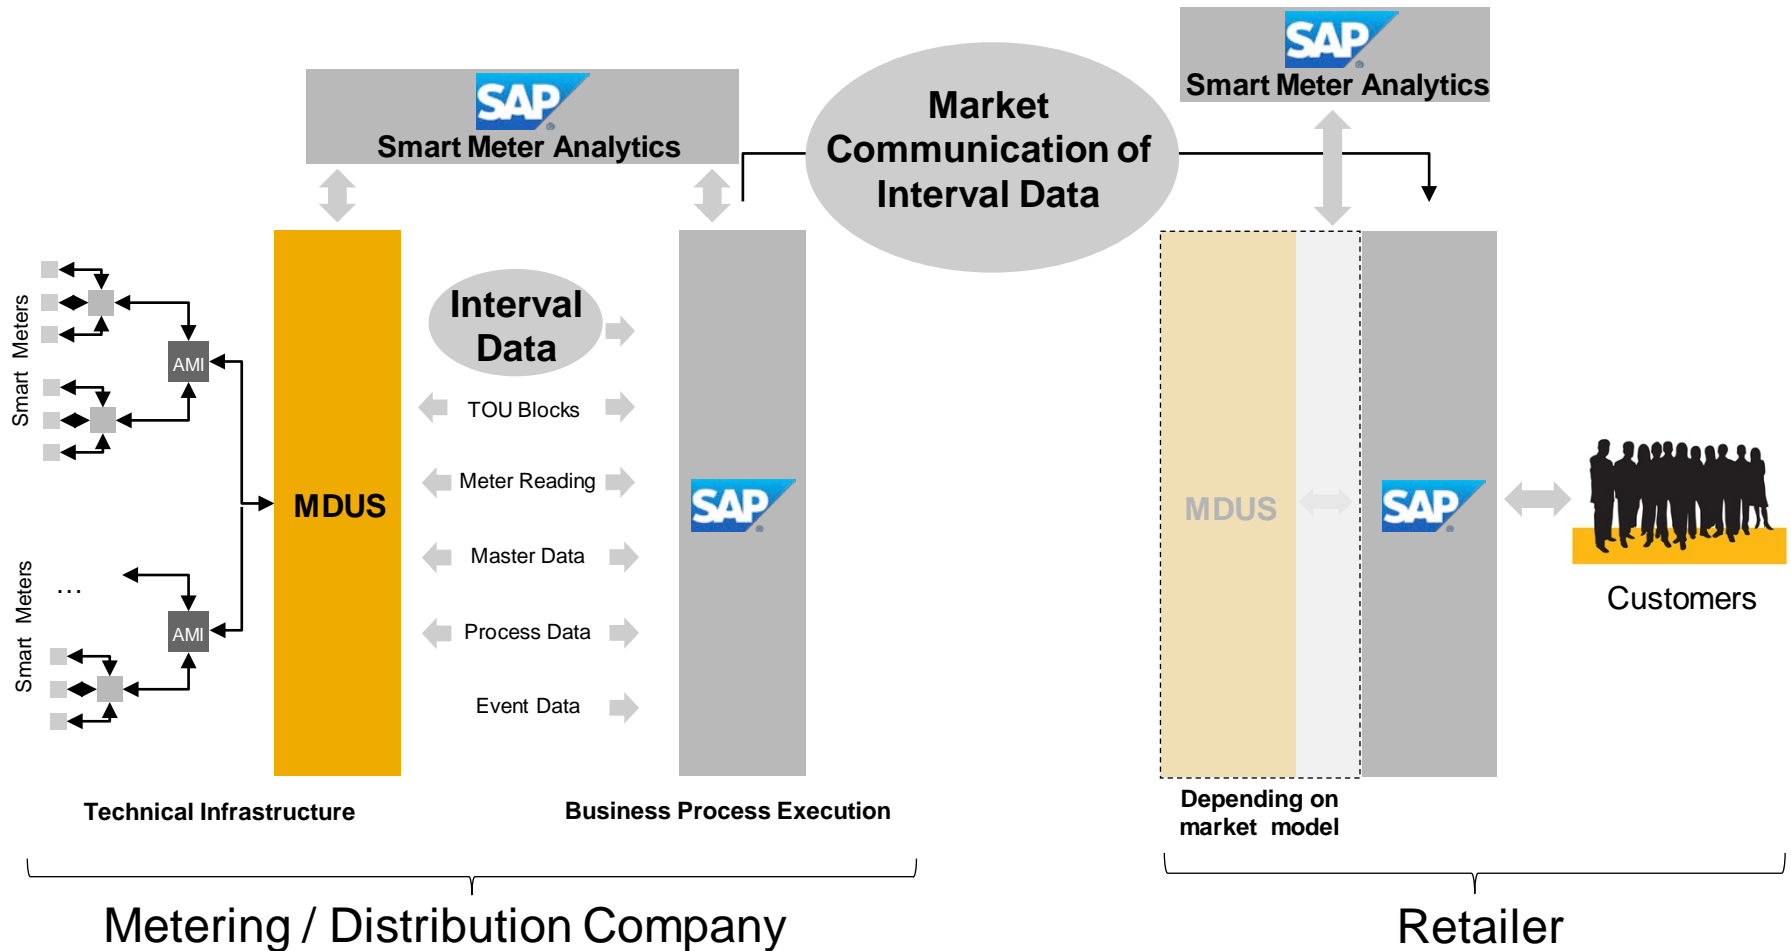 SAP
®
Smart Meter Analytics
SAP
®
Smart Meter Analytics
Market
Communication of
Interval Data
Smart Meters
AMI
Smart Meters
...
AMI
MDUS
Interval
Data
TOU Blocks
Meter Reading
Master Data
Process Data
Event Data
SAP
®
MDUS
SAP
®
Customers
Technical Infrastructure
Business Process Execution
Depending on
market model
Metering / Distribution Company
Retailer